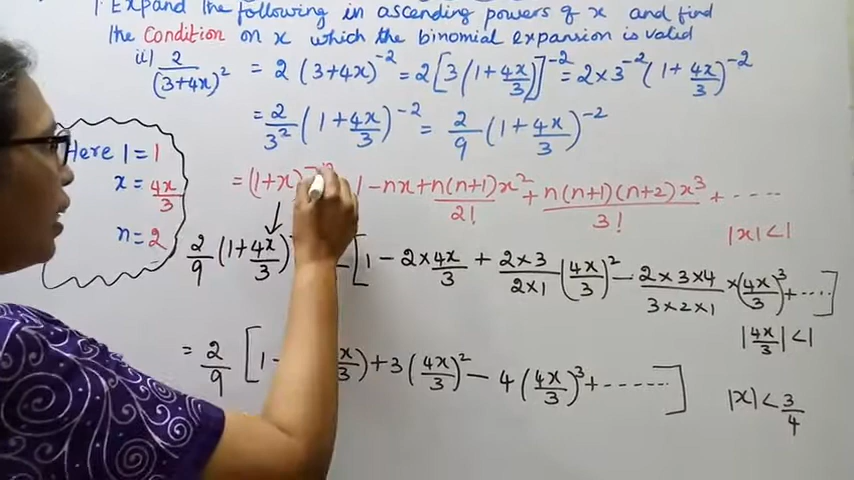 1. Expand the following in ascending powers of x and find
the Condition on x which the binomial expansion is valid
ii) 2/(3+4x)² = 2(3+4x)⁻² = 2[3(1+4x/3)]⁻² = 2×3⁻²(1+4x/3)⁻²
= 2/3² (1+4x/3)⁻² = 2/9 (1+4x/3)⁻²
Here 1=1
x = 4x/3
n = 2
= (1+x) 1 - nx + n(n+1)x²/2! + n(n+1)(n+2)x³/3! + ----
|x|<1
2/9 (1+4x/3) [1 - 2×4x/3 + 2×3/2×1 (4x/3)² - 2×3×4/3×2×1 ×(4x/3)³ + ....]
|4x/3|<1
= 2/9 [1- x/3) + 3(4x/3)² - 4(4x/3)³ + ------]
|x| < 3/4